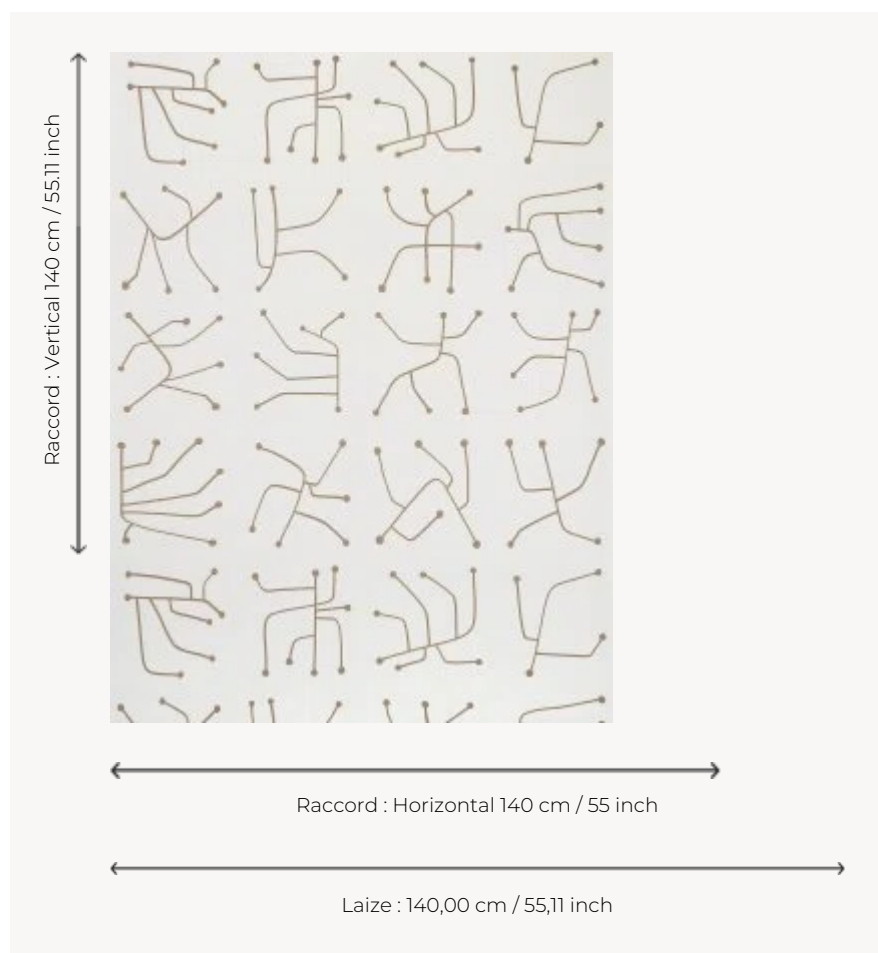 Raccord : Vertical 140 cm / 55.11 inch
Raccord : Horizontal 140 cm / 55 inch
Laize : 140,00 cm / 55,11 inch